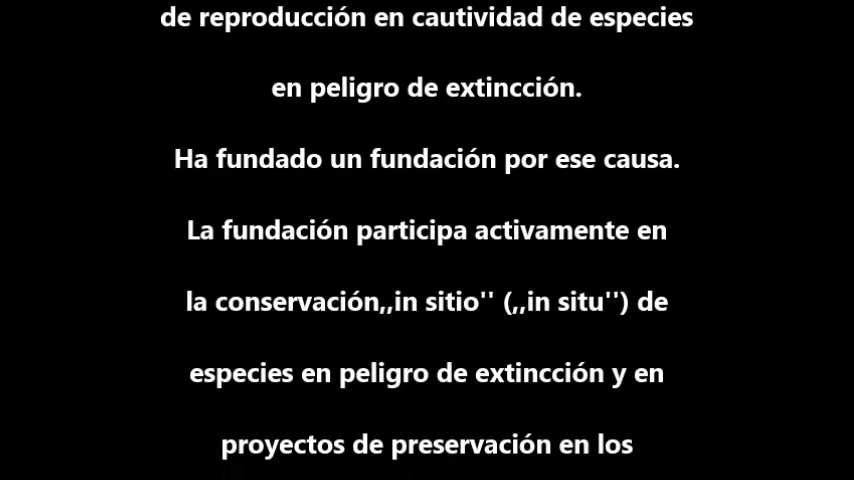 de reproducción en cautividad de especies
en peligro de extincción.
Ha fundado un fundación por ese causa.
La fundación participa activamente en
la conservación,,in sitio'' (,,in situ'') de
especies en peligro de extincción y en
proyectos de preservación en los